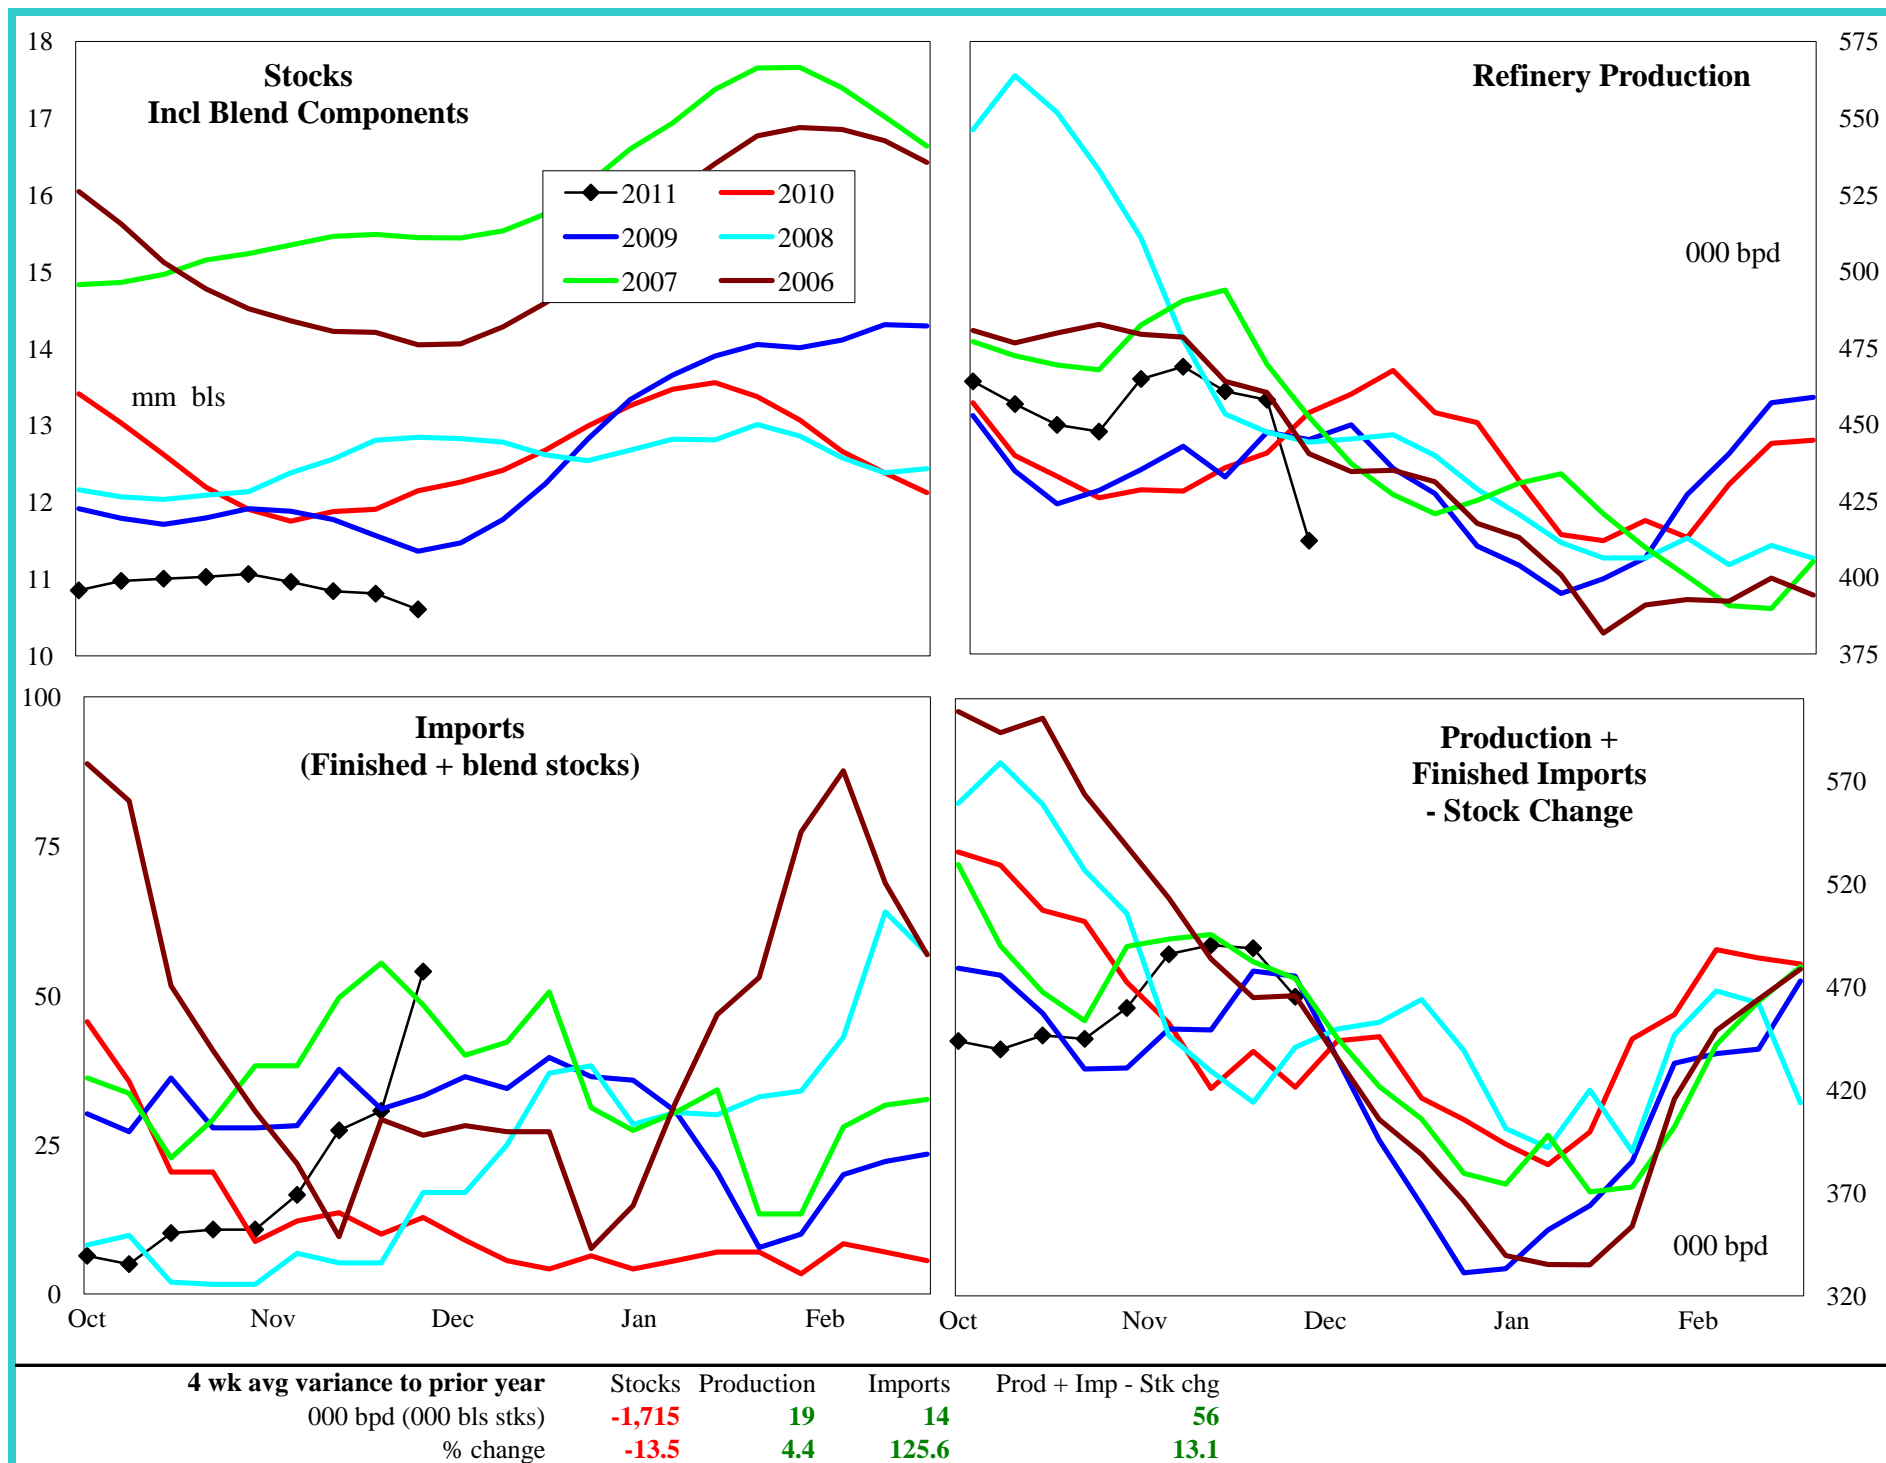 18
17
16
15
14
13
12
11
10
Stocks
Incl Blend Components
mm bls
2011 2010
2009 2008
2007 2006
Refinery Production
000 bpd
575
550
525
500
475
450
425
400
375
100
75
50
25
0
Imports
(Finished + blend stocks)
Oct Nov Dec Jan Feb
Production +
Finished Imports
- Stock Change
000 bpd
570
520
470
420
370
320
Oct Nov Dec Jan Feb
4 wk avg variance to prior year Stocks Production Imports Prod + Imp - Stk chg
000 bpd (000 bls stks) -1,715 19 14 56
% change -13.5 4.4 125.6 13.1